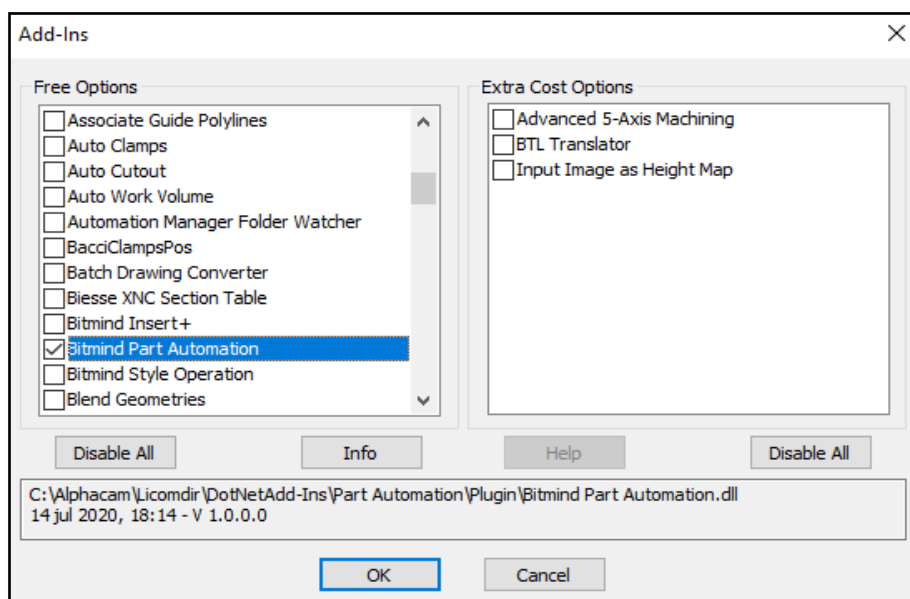 Add-Ins
Free Options
Associate Guide Polylines
Auto Clamps
Auto Cutout
Auto Work Volume
Automation Manager Folder Watcher
BacciClampsPos
Batch Drawing Converter
Biesse XNC Section Table
Bitmind Insert+
Bitmind Part Automation
Bitmind Style Operation
Blend Geometries
Disable All
Info
Extra Cost Options
Advanced 5-Axis Machining
BTL Translator
Input Image as Height Map
Help
Disable All
C:\Alphacam\Licomdir\DotNetAdd-Ins\Part Automation\Plugin\Bitmind Part Automation.dll
14 jul 2020, 18:14 - V 1.0.0.0
OK
Cancel